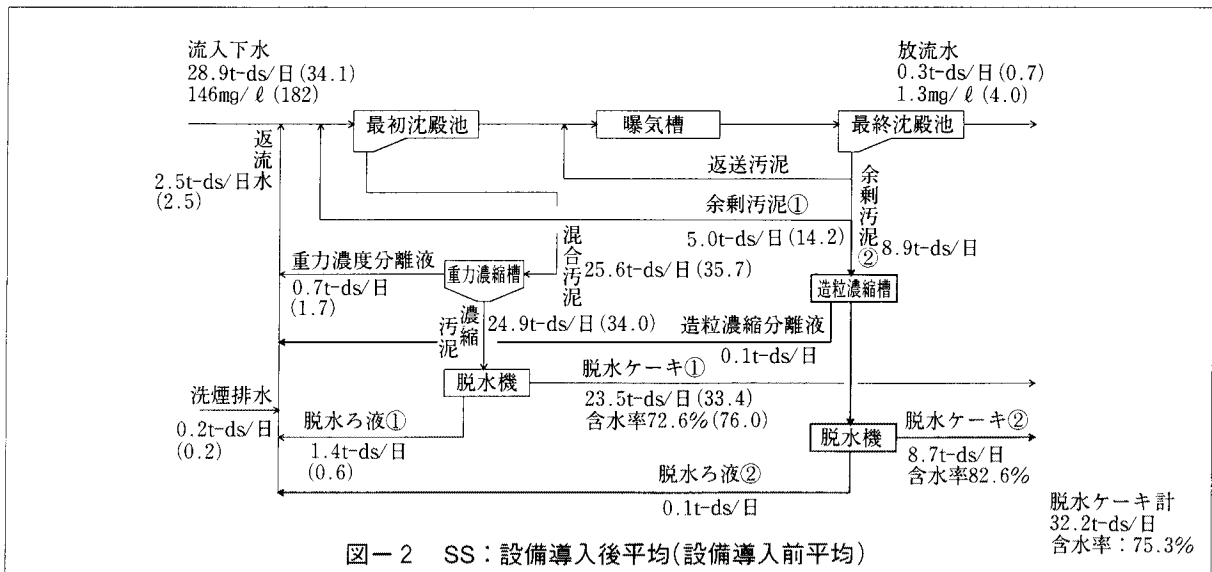 流入下水
28.9t-ds/日(34.1)
146mg/ℓ(182)
放流水
0.3t-ds/日(0.7)
1.3mg/ℓ(4.0)
最初沈殿池
曝気槽
最終沈殿池
返流水
2.5t-ds/日
(2.5)
返送汚泥
余剰汚泥①
5.0t-ds/日(14.2)
余剰汚泥②
8.9t-ds/日
混合汚泥
25.6t-ds/日(35.7)
重力濃度分離液
0.7t-ds/日
(1.7)
重力濃縮槽
造粒濃縮槽
濃縮汚泥
24.9t-ds/日(34.0)
造粒濃縮分離液
0.1t-ds/日
脱水機
脱水ケーキ①
23.5t-ds/日(33.4)
含水率72.6%(76.0)
洗煙排水
0.2t-ds/日
(0.2)
脱水ろ液①
1.4t-ds/日
(0.6)
脱水機
脱水ケーキ②
8.7t-ds/日
含水率82.6%
脱水ろ液②
0.1t-ds/日
脱水ケーキ計
32.2t-ds/日
含水率：75.3%
図－2 SS：設備導入後平均(設備導入前平均)